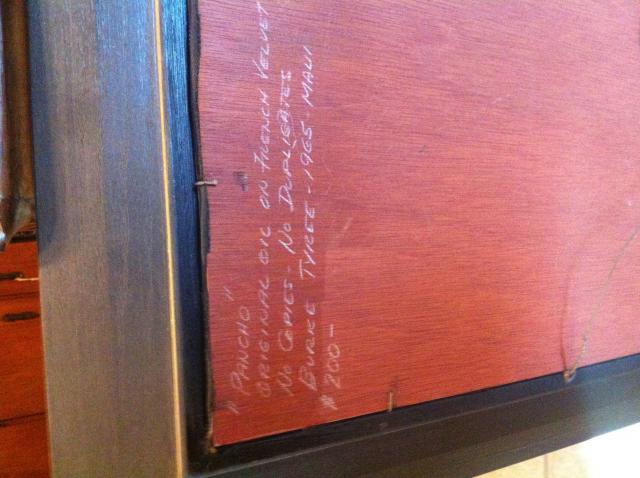 "PANCHO"
ORIGINAL OIL ON FRENCH VELVET
NO COPIES - NO DUPLICATES
BURKE TYREE - 1965 - MAUI
$200-